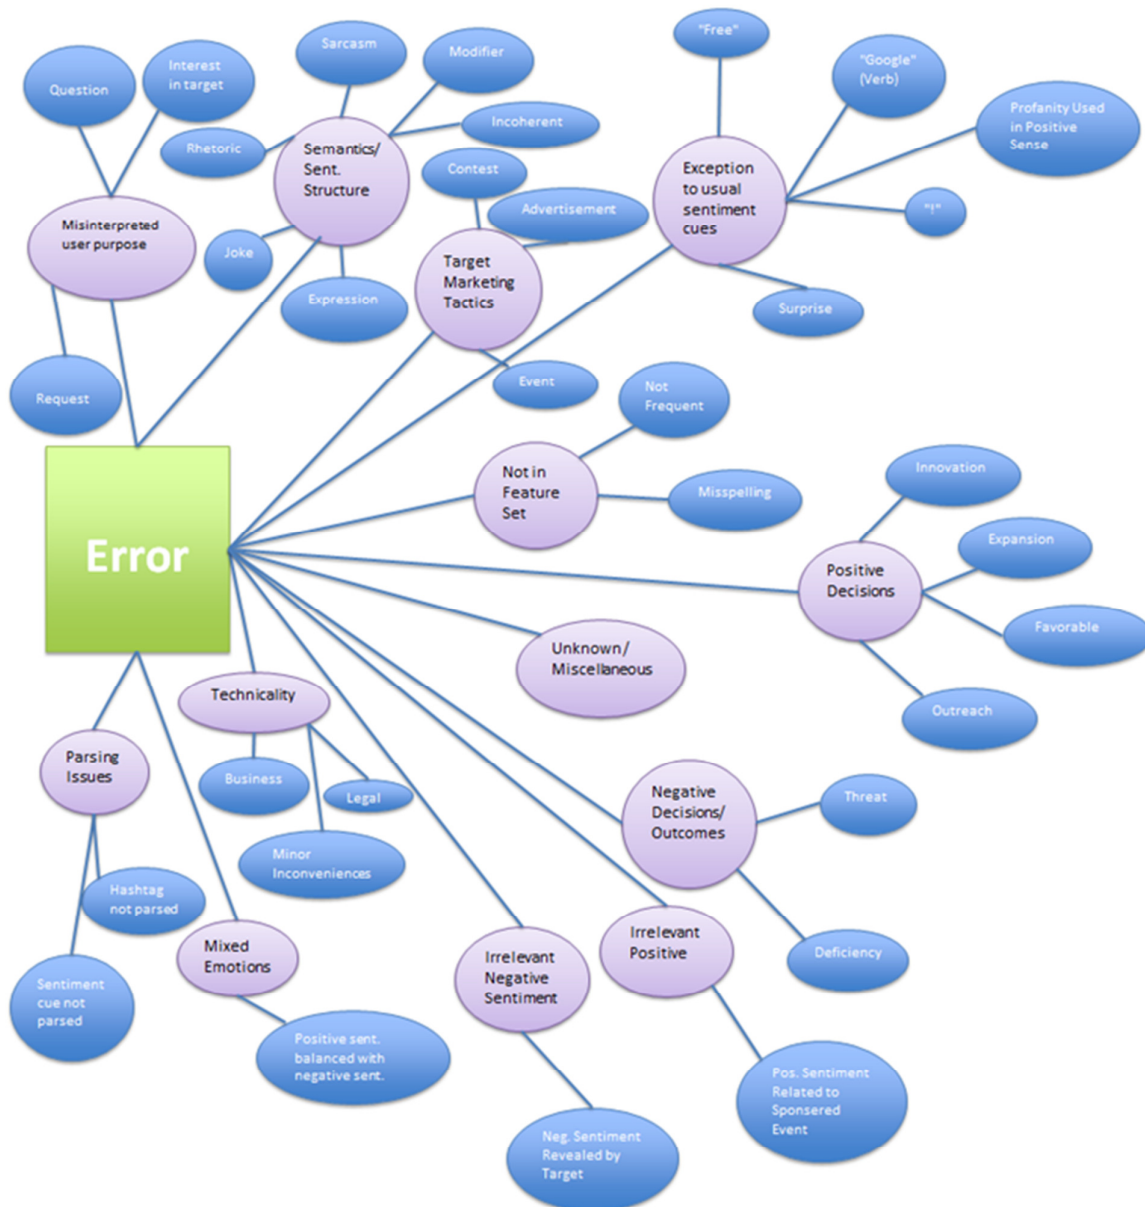 "Free"
Sarcasm
Modifier
Interest
in target
"Google"
(Verb)
Question
Profanity Used
in Positive
Sense
Incoherent
Rhetoric
Semantics/
Sent.
Structure
Contest
Exception
to usual
sentiment
cues
Advertisement
"!"
Misinterpreted
user purpose
Joke
Target
Marketing
Tactics
Expression
Surprise
Event
Not
Frequent
Request
Not in
Feature
Set
Misspelling
Innovation
Error
Expansion
Positive
Decisions
Favorable
Unknown/
Miscellaneous
Outreach
Technicality
Parsing
Issues
Business
Legal
Negative
Decisions/
Outcomes
Threat
Minor
Inconveniences
Hashtag
not parsed
Mixed
Emotions
Irrelevant
Positive
Irrelevant
Negative
Sentiment
Deficiency
Sentiment
cue not
parsed
Positive sent.
balanced with
negative sent.
Pos. Sentiment
Related to
Sponsered
Event
Neg. Sentiment
Revealed by
Target